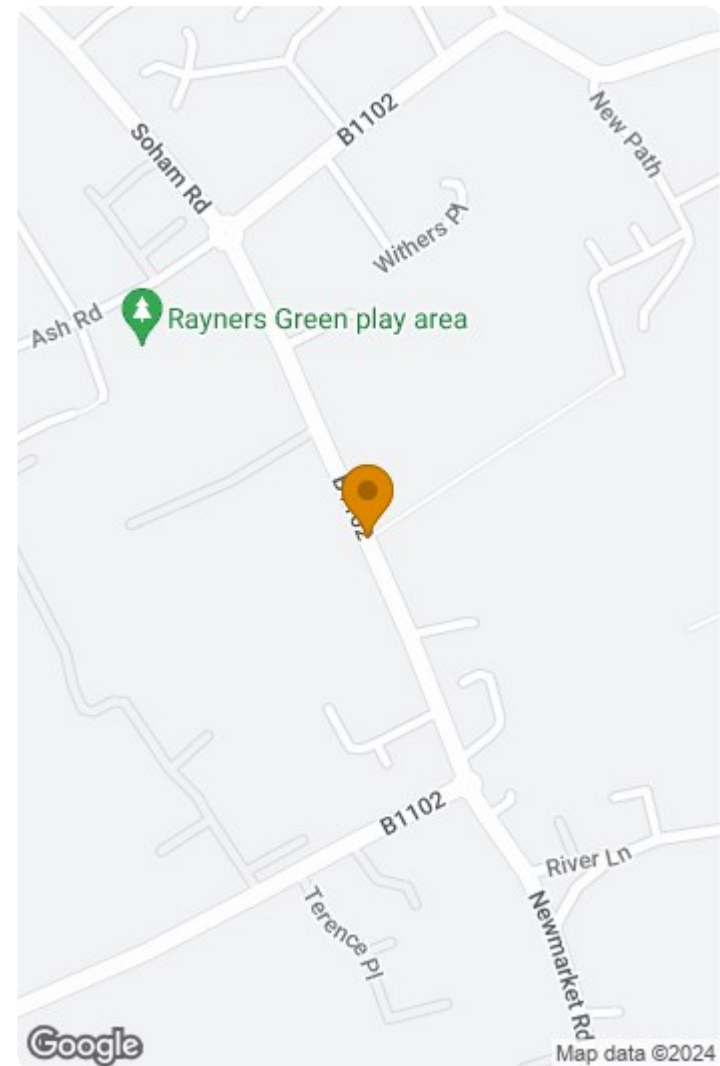 B1102
New Path
Soham Rd
Withers Pl
Ash Rd
Rayners Green play area
B1102
B1102
River Ln
Terence Pl
Newmarket Rd
Google
Map data ©2024